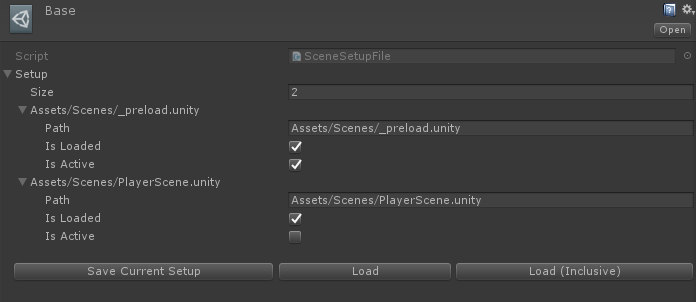 Base
Open
Script SceneSetupFile
Setup
Size 2
Assets/Scenes/_preload.unity
Path Assets/Scenes/_preload.unity
Is Loaded
Is Active
Assets/Scenes/PlayerScene.unity
Path Assets/Scenes/PlayerScene.unity
Is Loaded
Is Active
Save Current Setup Load Load (Inclusive)